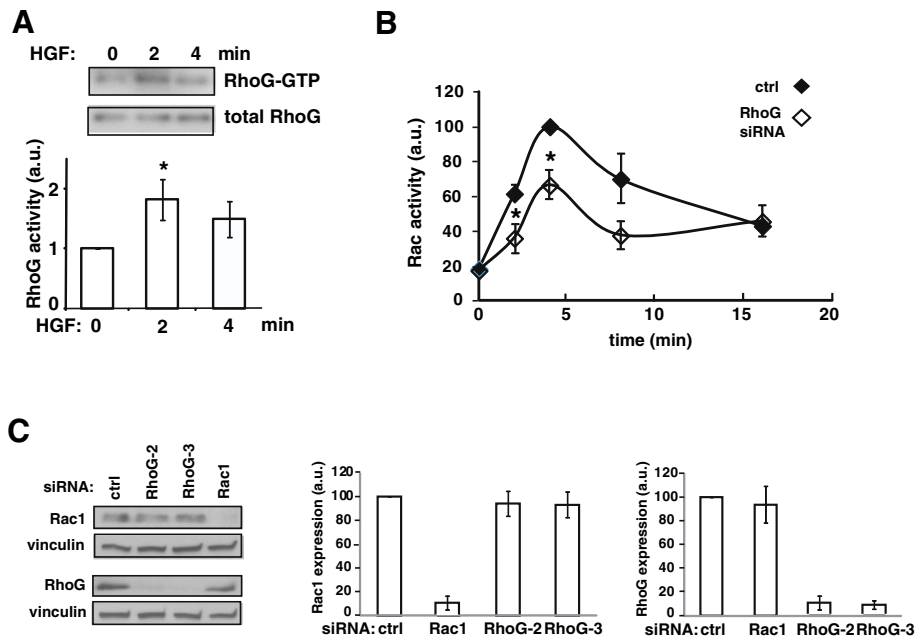 A
HGF: 0 2 4 min
RhoG-GTP
total RhoG
RhoG activity (a.u.)
2
1
0
*
HGF: 0 2 4 min
B
Rac activity (a.u.)
120
100
80
60
40
20
0
ctrl
RhoG
siRNA
*
*
0 5 10 15 20
time (min)
C
siRNA: ctrl RhoG-2 RhoG-3 Rac1
Rac1
vinculin
RhoG
vinculin
Rac1 expression (a.u.)
120
100
80
60
40
20
0
siRNA: ctrl Rac1 RhoG-2 RhoG-3
RhoG expression (a.u.)
120
100
80
60
40
20
0
siRNA: ctrl Rac1 RhoG-2 RhoG-3